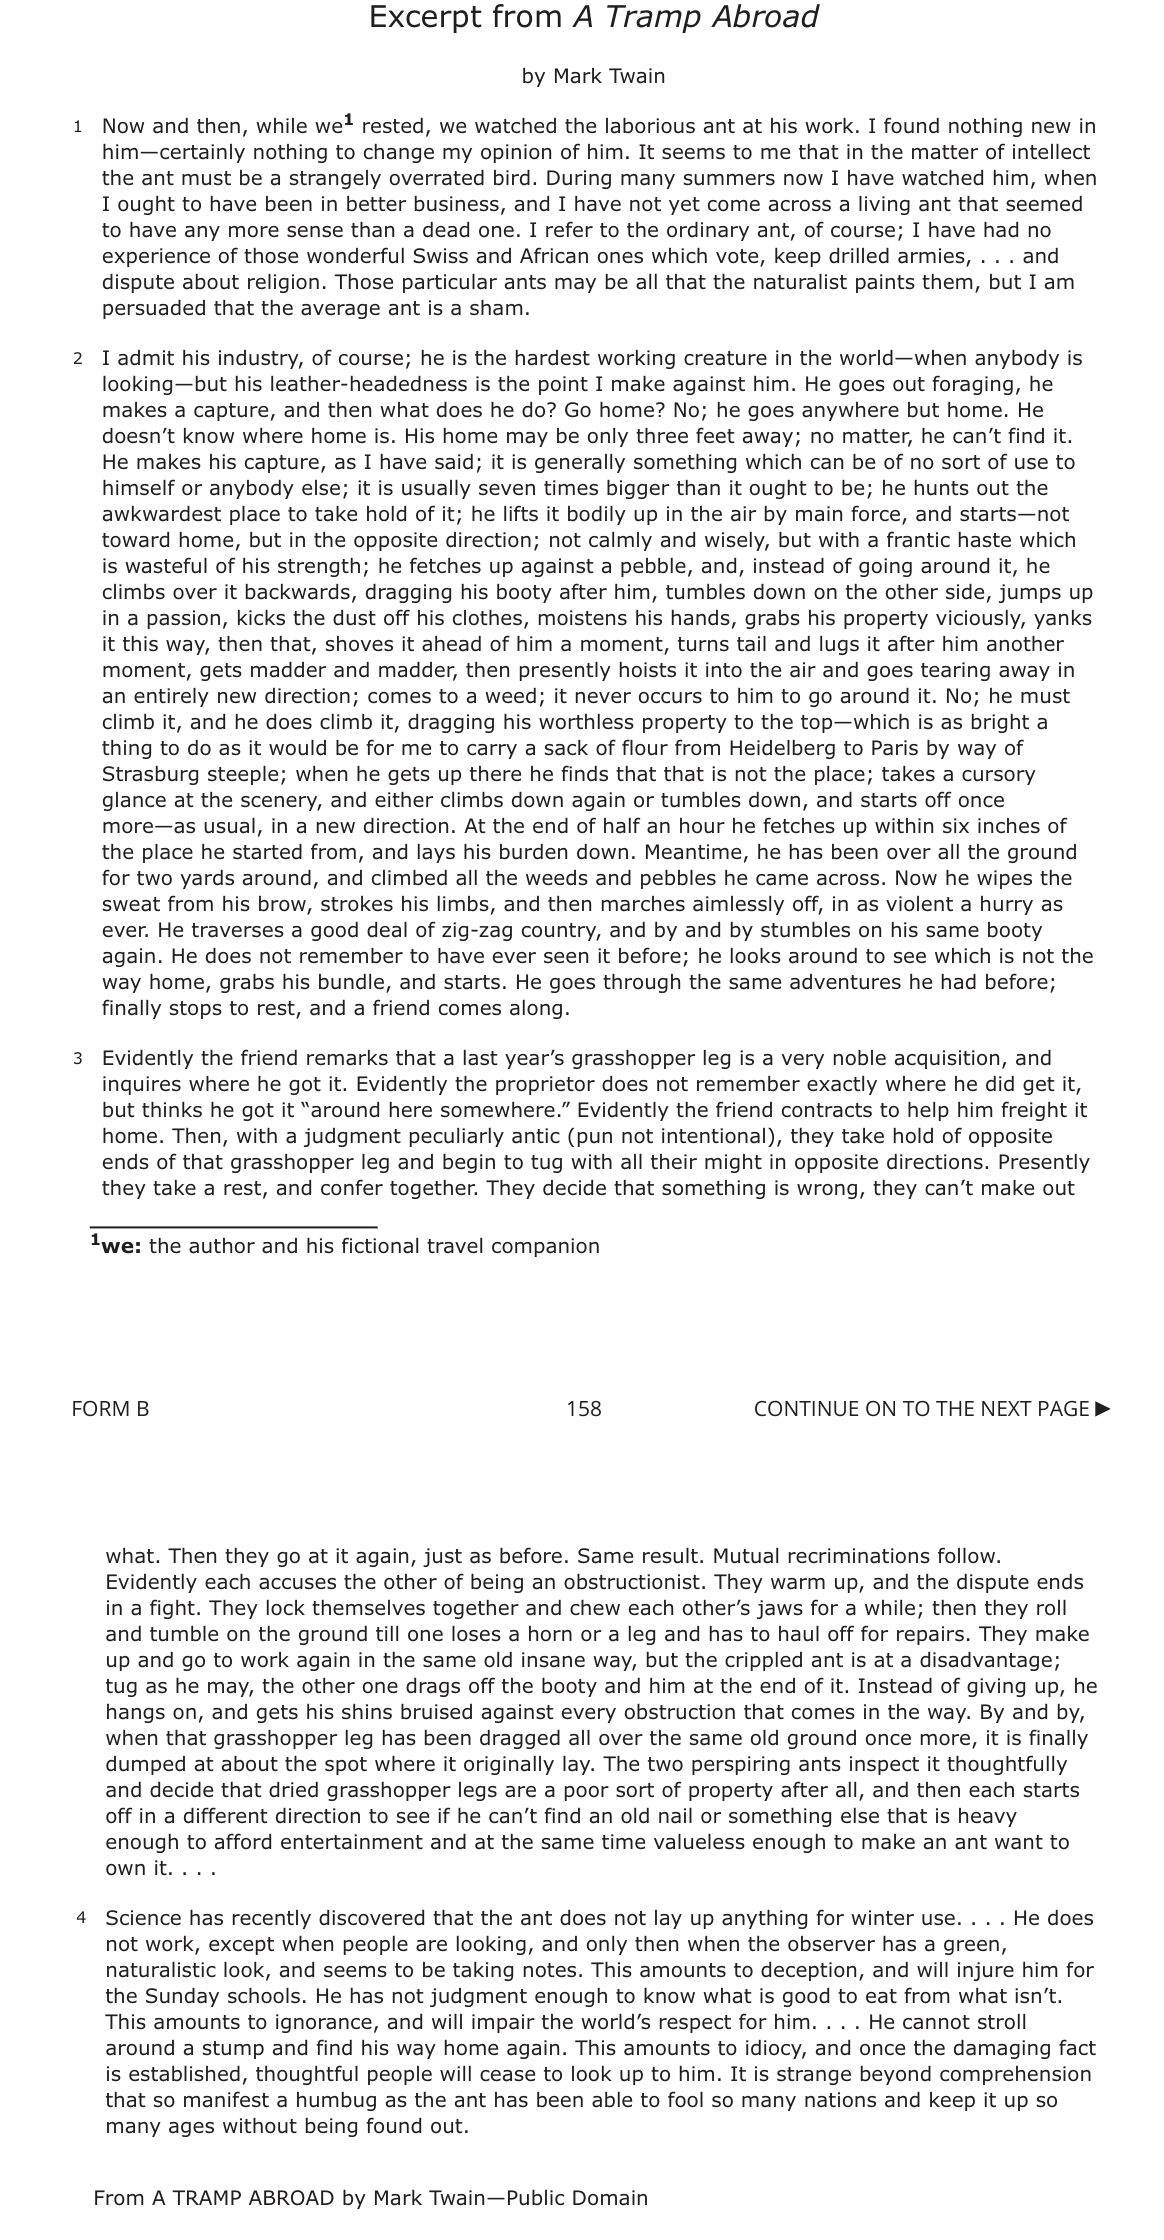 Excerpt from A Tramp Abroad
by Mark Twain
1 Now and then, while we1 rested, we watched the laborious ant at his work. I found nothing new in
him—certainly nothing to change my opinion of him. It seems to me that in the matter of intellect
the ant must be a strangely overrated bird. During many summers now I have watched him, when
I ought to have been in better business, and I have not yet come across a living ant that seemed
to have any more sense than a dead one. I refer to the ordinary ant, of course; I have had no
experience of those wonderful Swiss and African ones which vote, keep drilled armies, . . . and
dispute about religion. Those particular ants may be all that the naturalist paints them, but I am
persuaded that the average ant is a sham.
2 I admit his industry, of course; he is the hardest working creature in the world—when anybody is
looking—but his leather-headedness is the point I make against him. He goes out foraging, he
makes a capture, and then what does he do? Go home? No; he goes anywhere but home. He
doesn’t know where home is. His home may be only three feet away; no matter, he can’t find it.
He makes his capture, as I have said; it is generally something which can be of no sort of use to
himself or anybody else; it is usually seven times bigger than it ought to be; he hunts out the
awkwardest place to take hold of it; he lifts it bodily up in the air by main force, and starts—not
toward home, but in the opposite direction; not calmly and wisely, but with a frantic haste which
is wasteful of his strength; he fetches up against a pebble, and, instead of going around it, he
climbs over it backwards, dragging his booty after him, tumbles down on the other side, jumps up
in a passion, kicks the dust off his clothes, moistens his hands, grabs his property viciously, yanks
it this way, then that, shoves it ahead of him a moment, turns tail and lugs it after him another
moment, gets madder and madder, then presently hoists it into the air and goes tearing away in
an entirely new direction; comes to a weed; it never occurs to him to go around it. No; he must
climb it, and he does climb it, dragging his worthless property to the top—which is as bright a
thing to do as it would be for me to carry a sack of flour from Heidelberg to Paris by way of
Strasburg steeple; when he gets up there he finds that that is not the place; takes a cursory
glance at the scenery, and either climbs down again or tumbles down, and starts off once
more—as usual, in a new direction. At the end of half an hour he fetches up within six inches of
the place he started from, and lays his burden down. Meantime, he has been over all the ground
for two yards around, and climbed all the weeds and pebbles he came across. Now he wipes the
sweat from his brow, strokes his limbs, and then marches aimlessly off, in as violent a hurry as
ever. He traverses a good deal of zig-zag country, and by and by stumbles on his same booty
again. He does not remember to have ever seen it before; he looks around to see which is not the
way home, grabs his bundle, and starts. He goes through the same adventures he had before;
finally stops to rest, and a friend comes along.
3 Evidently the friend remarks that a last year’s grasshopper leg is a very noble acquisition, and
inquires where he got it. Evidently the proprietor does not remember exactly where he did get it,
but thinks he got it “around here somewhere.” Evidently the friend contracts to help him freight it
home. Then, with a judgment peculiarly antic (pun not intentional), they take hold of opposite
ends of that grasshopper leg and begin to tug with all their might in opposite directions. Presently
they take a rest, and confer together. They decide that something is wrong, they can’t make out
1we: the author and his fictional travel companion
FORM B 158 CONTINUE ON TO THE NEXT PAGE ►
what. Then they go at it again, just as before. Same result. Mutual recriminations follow.
Evidently each accuses the other of being an obstructionist. They warm up, and the dispute ends
in a fight. They lock themselves together and chew each other’s jaws for a while; then they roll
and tumble on the ground till one loses a horn or a leg and has to haul off for repairs. They make
up and go to work again in the same old insane way, but the crippled ant is at a disadvantage;
tug as he may, the other one drags off the booty and him at the end of it. Instead of giving up, he
hangs on, and gets his shins bruised against every obstruction that comes in the way. By and by,
when that grasshopper leg has been dragged all over the same old ground once more, it is finally
dumped at about the spot where it originally lay. The two perspiring ants inspect it thoughtfully
and decide that dried grasshopper legs are a poor sort of property after all, and then each starts
off in a different direction to see if he can’t find an old nail or something else that is heavy
enough to afford entertainment and at the same time valueless enough to make an ant want to
own it. . . .
4 Science has recently discovered that the ant does not lay up anything for winter use. . . . He does
not work, except when people are looking, and only then when the observer has a green,
naturalistic look, and seems to be taking notes. This amounts to deception, and will injure him for
the Sunday schools. He has not judgment enough to know what is good to eat from what isn’t.
This amounts to ignorance, and will impair the world’s respect for him. . . . He cannot stroll
around a stump and find his way home again. This amounts to idiocy, and once the damaging fact
is established, thoughtful people will cease to look up to him. It is strange beyond comprehension
that so manifest a humbug as the ant has been able to fool so many nations and keep it up so
many ages without being found out.
From A TRAMP ABROAD by Mark Twain—Public Domain